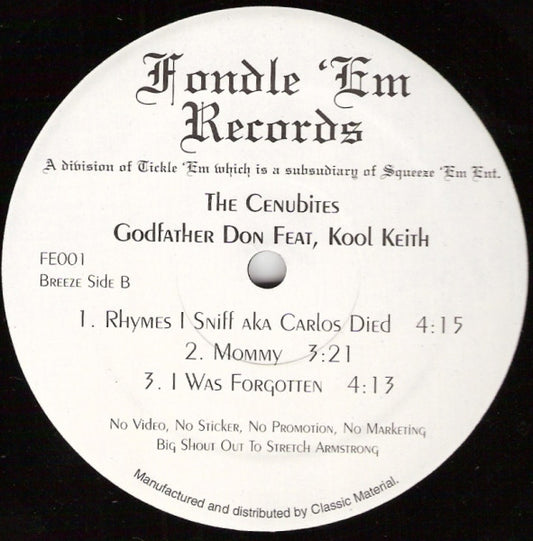 Fondle 'Em
Records
A division of Tickle 'Em which is a subsudiary of Squeeze 'Em Ent.
The Cenubites
Godfather Don Feat, Kool Keith
FE001
Breeze Side B
1. Rhymes I Sniff aka Carlos Died 4:15
2. Mommy 3:21
3. I Was Forgotten 4:13
No Video, No Sticker, No Promotion, No Marketing
Big Shout Out To Stretch Armstrong
Manufactured and distributed by Classic Material.